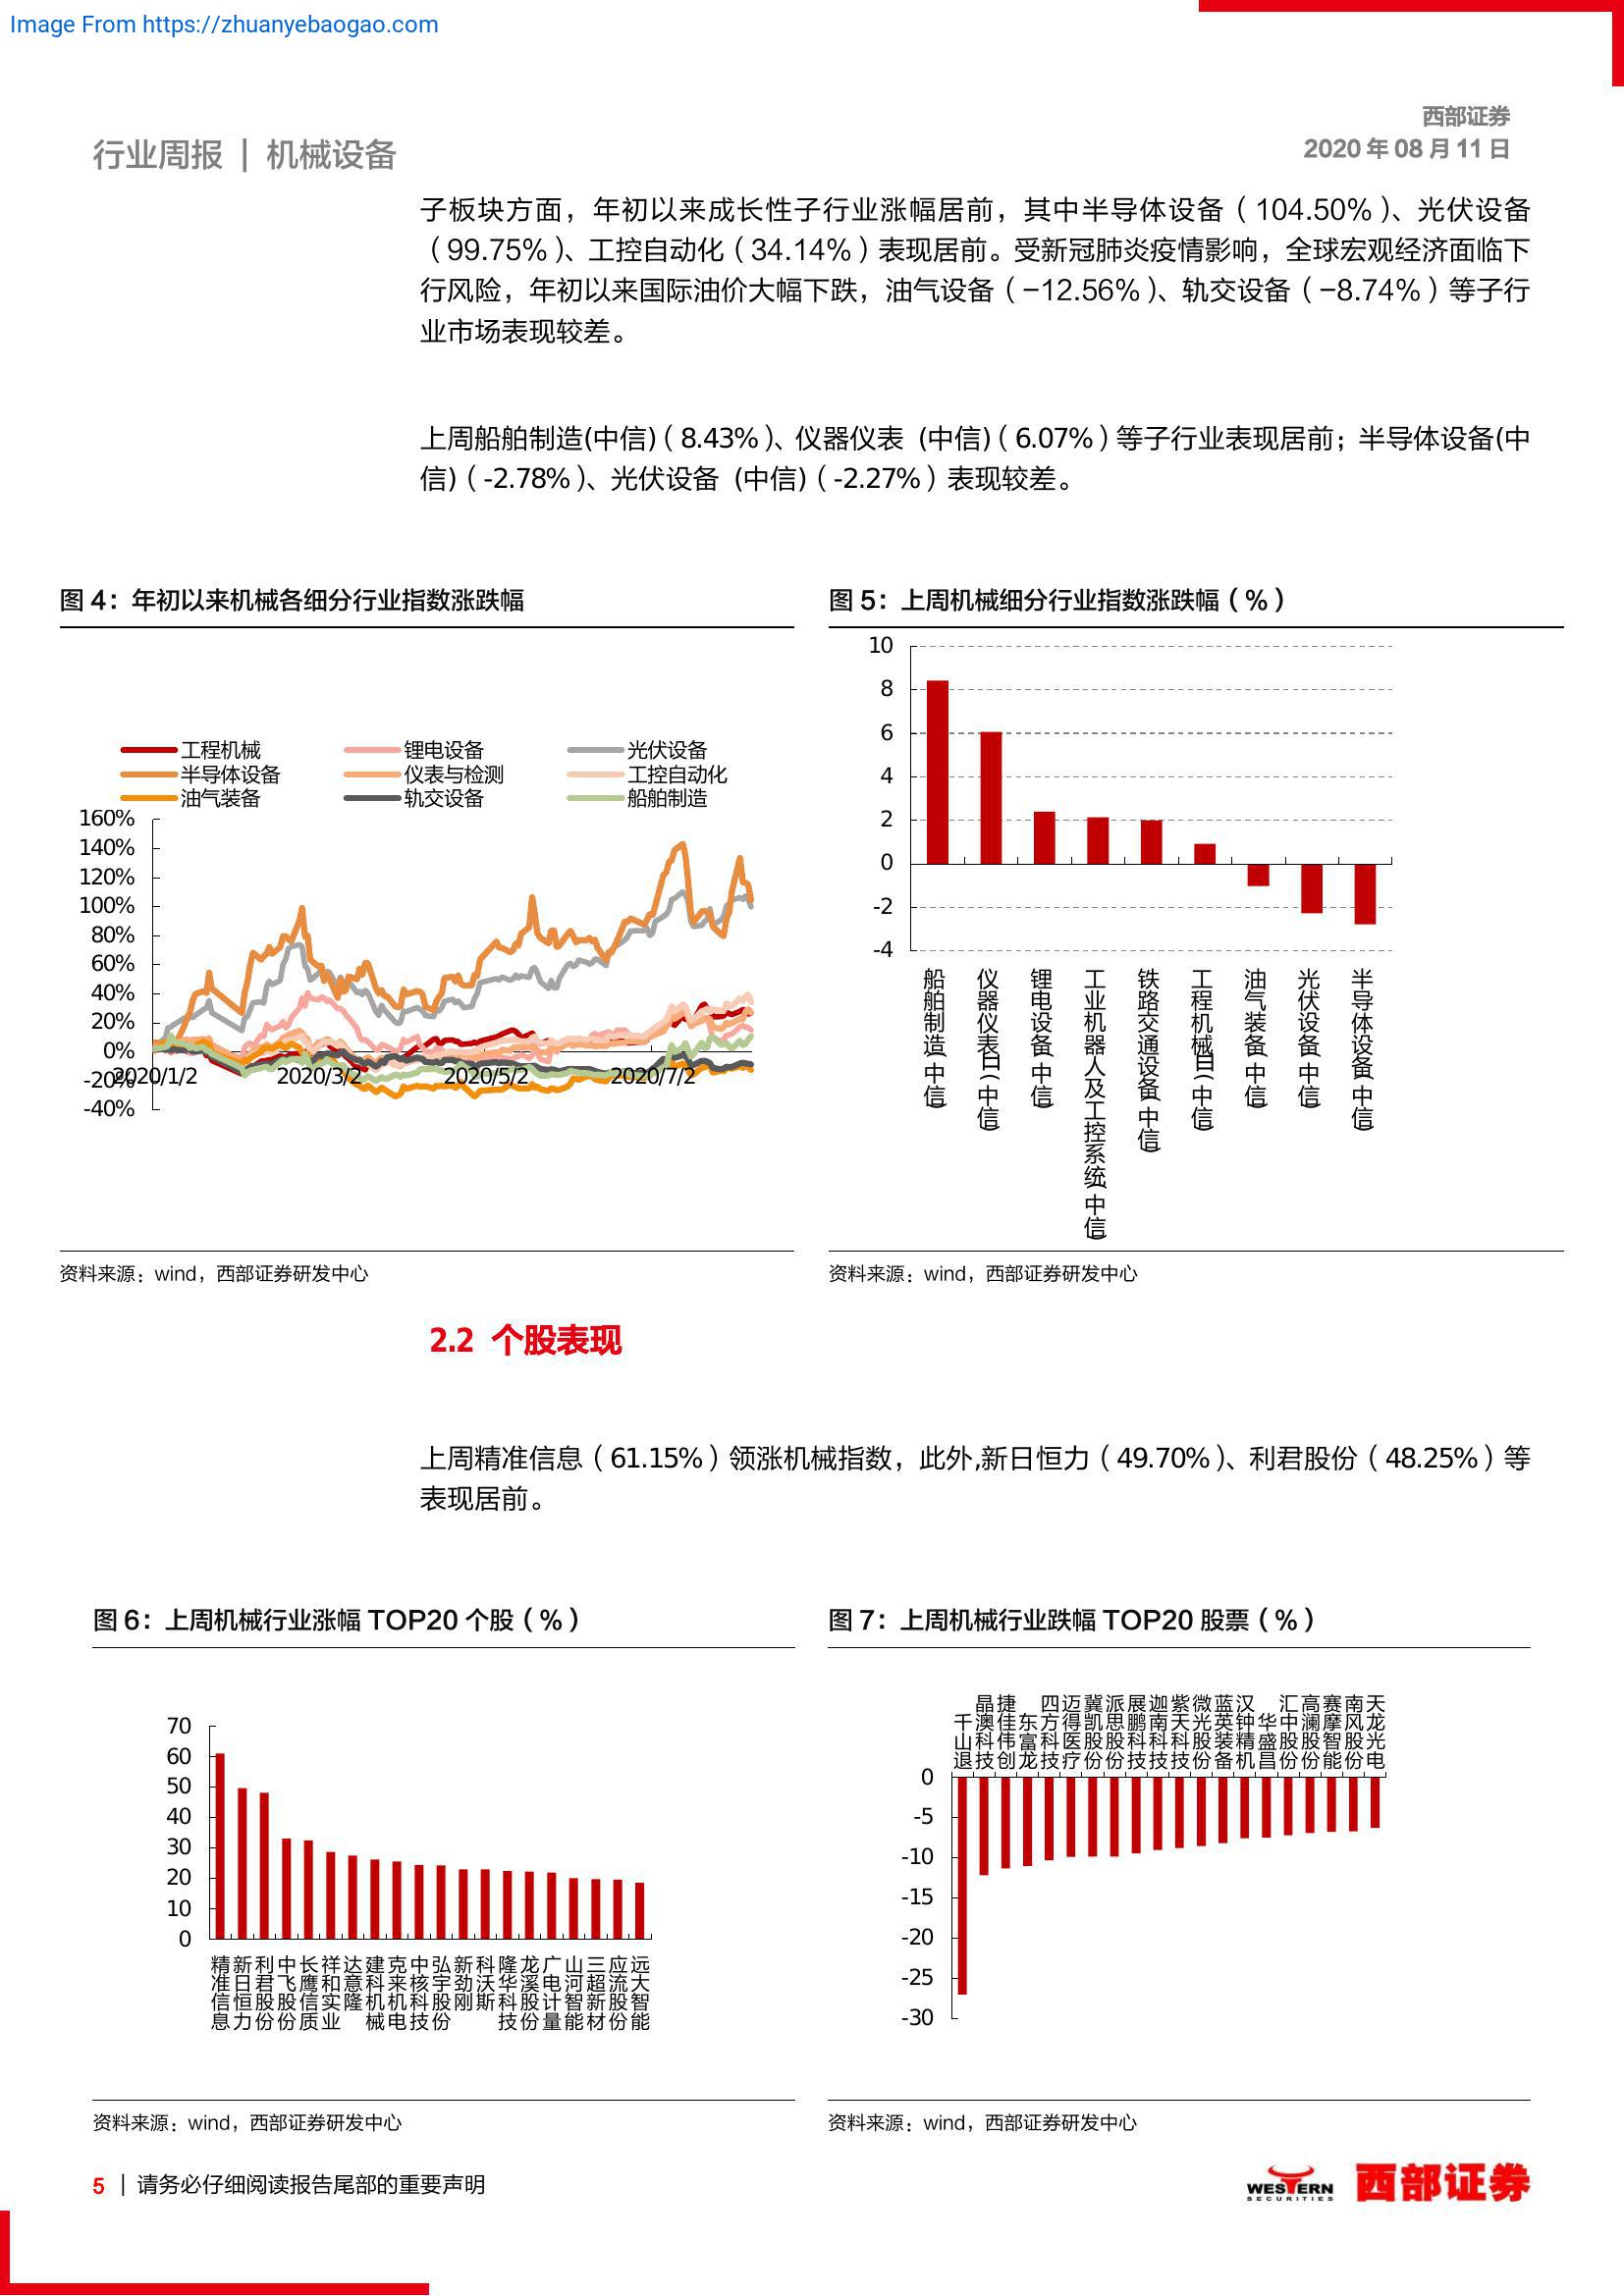 Image From https://zhuanyebaogao.com
西部证券
2020 年 08 月 11 日
行业周报 | 机械设备
子板块方面，年初以来成长性子行业涨幅居前，其中半导体设备（104.50%）、光伏设备
（99.75%）、工控自动化（34.14%）表现居前。受新冠肺炎疫情影响，全球宏观经济面临下
行风险，年初以来国际油价大幅下跌，油气设备（-12.56%）、轨交设备（-8.74%）等子行
业市场表现较差。
上周船舶制造(中信)（8.43%）、仪器仪表 (中信)（6.07%）等子行业表现居前；半导体设备(中
信)（-2.78%）、光伏设备 (中信)（-2.27%）表现较差。
图 4：年初以来机械各细分行业指数涨跌幅
工程机械 锂电设备 光伏设备
半导体设备 仪表与检测 工控自动化
油气装备 轨交设备 船舶制造
160%
140%
120%
100%
80%
60%
40%
20%
0%
-20%
-40%
2020/1/2 2020/3/2 2020/5/2 2020/7/2
资料来源：wind，西部证券研发中心
图 5：上周机械细分行业指数涨跌幅（%）
10
8
6
4
2
0
-2
-4
船舶制造(中信)
仪器仪表Ⅲ(中信)
锂电设备(中信)
工业机器人及工控系统(中信)
铁路交通设备(中信)
工程机械Ⅲ(中信)
油气装备(中信)
光伏设备(中信)
半导体设备(中信)
资料来源：wind，西部证券研发中心
2.2 个股表现
上周精准信息（61.15%）领涨机械指数，此外,新日恒力（49.70%）、利君股份（48.25%）等
表现居前。
图 6：上周机械行业涨幅 TOP20 个股（%）
70
60
50
40
30
20
10
0
精准信息
新日恒力
利君股份
中飞股份
长鹰信质
祥和实业
达意隆
建科机械
克来机电
中核科技
弘宇股份
新劲刚
科沃斯
隆华科技
龙溪股份
广电计量
山河智能
三超新材
应流股份
远大智能
资料来源：wind，西部证券研发中心
图 7：上周机械行业跌幅 TOP20 股票（%）
千山退
晶澳科技
捷佳伟创
东富龙
四方科技
迈得医疗
冀凯股份
派思股份
展鹏科技
迦南科技
紫天科技
微光股份
蓝英装备
汉钟精机
华盛昌
汇中股份
高澜股份
赛摩智能
南风股份
天龙光电
0
-5
-10
-15
-20
-25
-30
资料来源：wind，西部证券研发中心
5 | 请务必仔细阅读报告尾部的重要声明
WESTERN
SECURITIES
西部证券